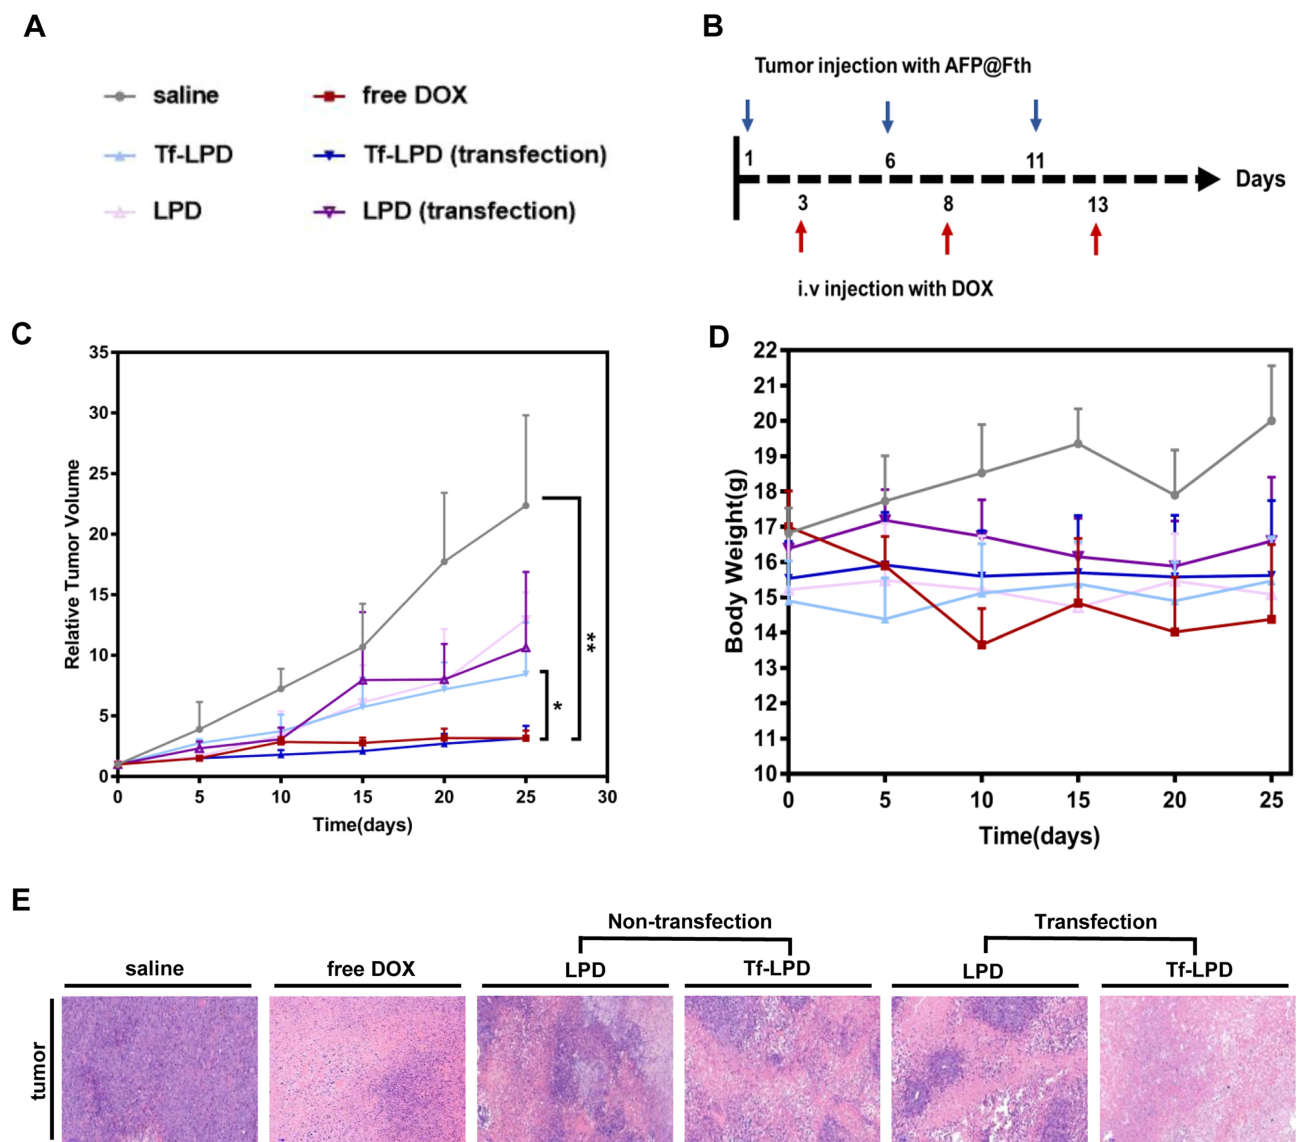 A
saline
free DOX
Tf-LPD
Tf-LPD (transfection)
LPD
LPD (transfection)
B
Tumor injection with AFP@Fth
1
6
11
Days
3
8
13
i.v injection with DOX
C
35
30
25
20
15
10
5
0
Relative Tumor Volume
0
5
10
15
20
25
30
Time(days)
*
**
D
22
21
20
19
18
17
16
15
14
13
12
11
10
Body Weight(g)
0
5
10
15
20
25
Time(days)
E
Non-transfection
Transfection
saline
free DOX
LPD
Tf-LPD
LPD
Tf-LPD
tumor